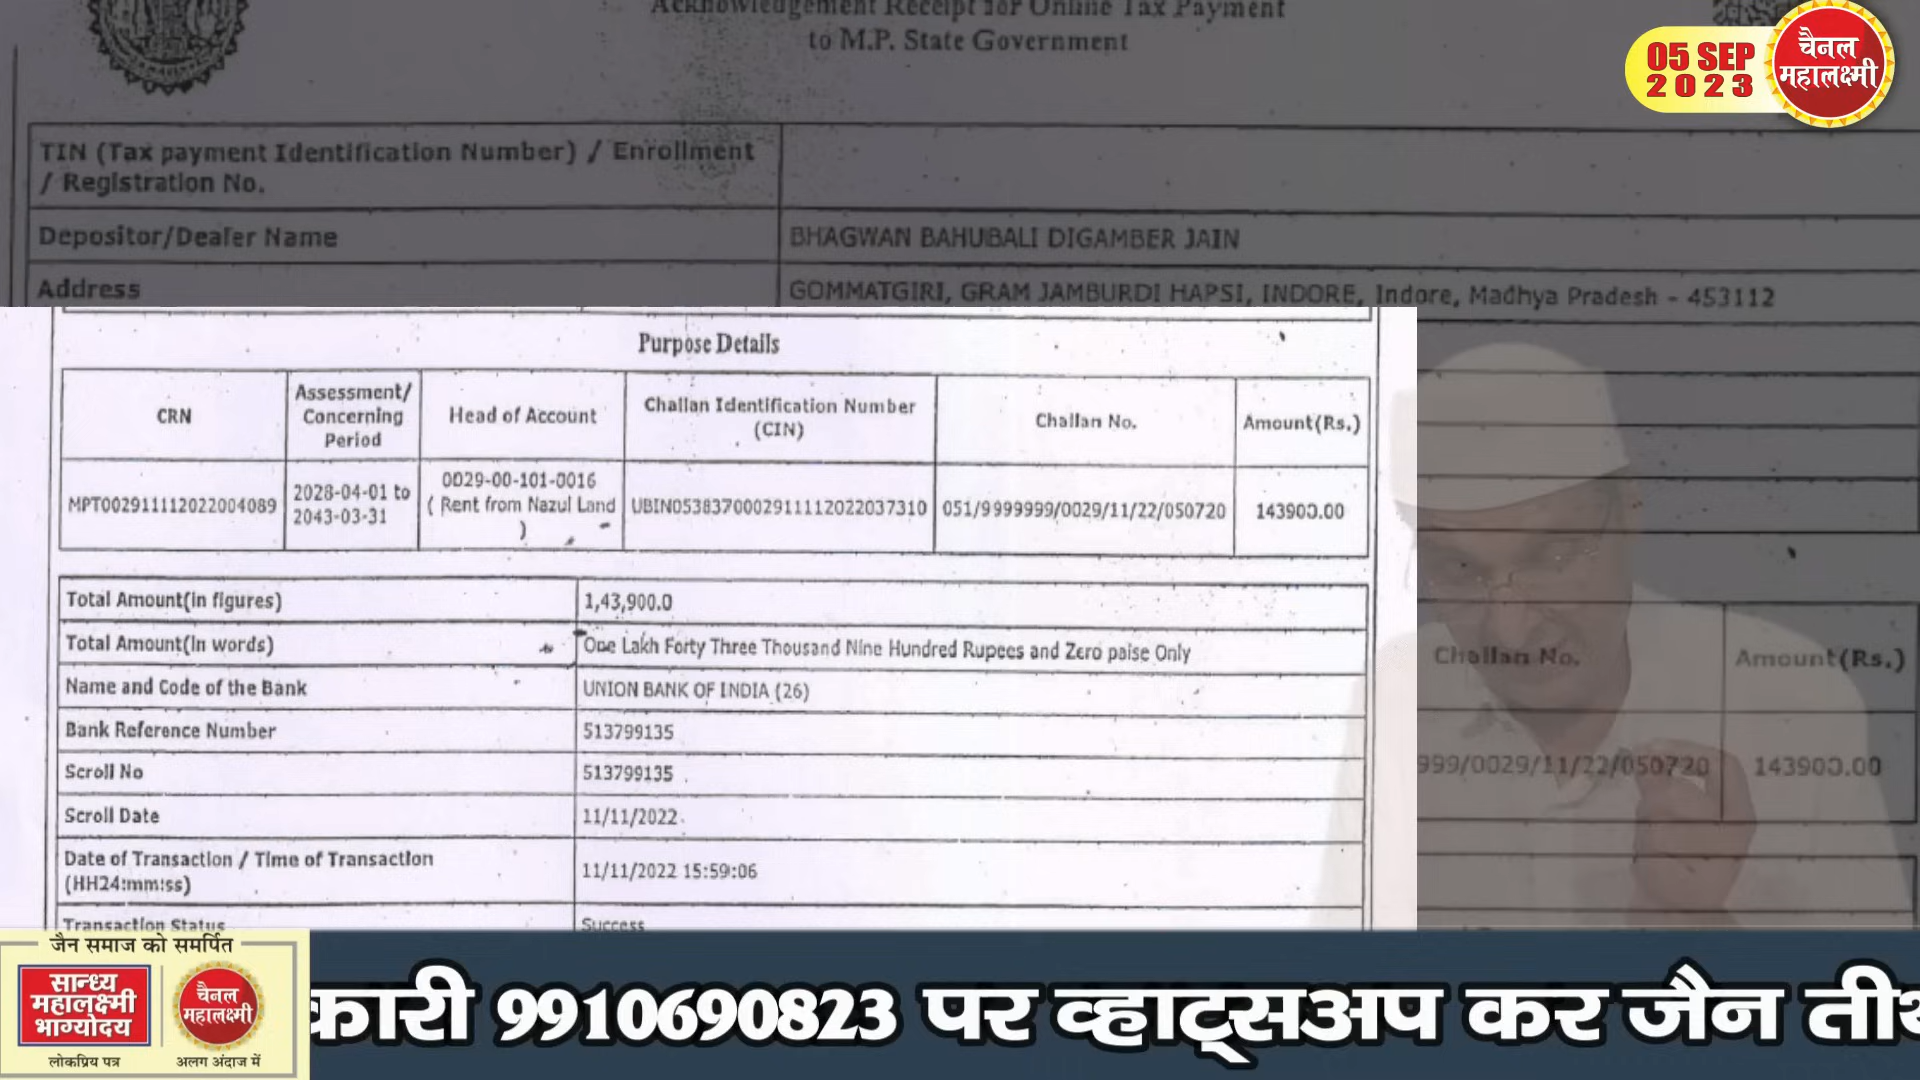 Acknowledgement Receipt for Online Tax Payment
to M.P. State Government
05 SEP
2023
चैनल
महालक्ष्मी
TIN (Tax payment Identification Number) / Enrollment
/ Registration No.
Depositor/Dealer Name
BHAGWAN BAHUBALI DIGAMBER JAIN
Address
GOMMATGIRI, GRAM JAMBURDI HAPSI, INDORE, Indore, Madhya Pradesh - 453112
Purpose Details
CRN
Assessment/
Concerning
Period
Head of Account
Challan Identification Number
(CIN)
Challan No.
Amount(Rs.)
MPT002911112022004089
2028-04-01 to
2043-03-31
0029-00-101-0016
( Rent from Nazul Land
)
UBIN0538370002911112022037310
051/9999999/0029/11/22/050720
143900.00
Total Amount(in figures)
1,43,900.0
Total Amount(in words)
One Lakh Forty Three Thousand Nine Hundred Rupees and Zero paise Only
Name and Code of the Bank
UNION BANK OF INDIA (26)
Bank Reference Number
513799135
Scroll No
513799135
Scroll Date
11/11/2022
Date of Transaction / Time of Transaction
(HH24:mm:ss)
11/11/2022 15:59:06
Transaction Status
Success
Challan No.
Amount(Rs.)
999/0029/11/22/050720
143900.00
जैन समाज को समर्पित
सान्ध्य
महालक्ष्मी
भाग्योदय
लोकप्रिय पत्र
चैनल
महालक्ष्मी
अलग अंदाज में
कारी 9910690823 पर व्हाट्सअप कर जैन